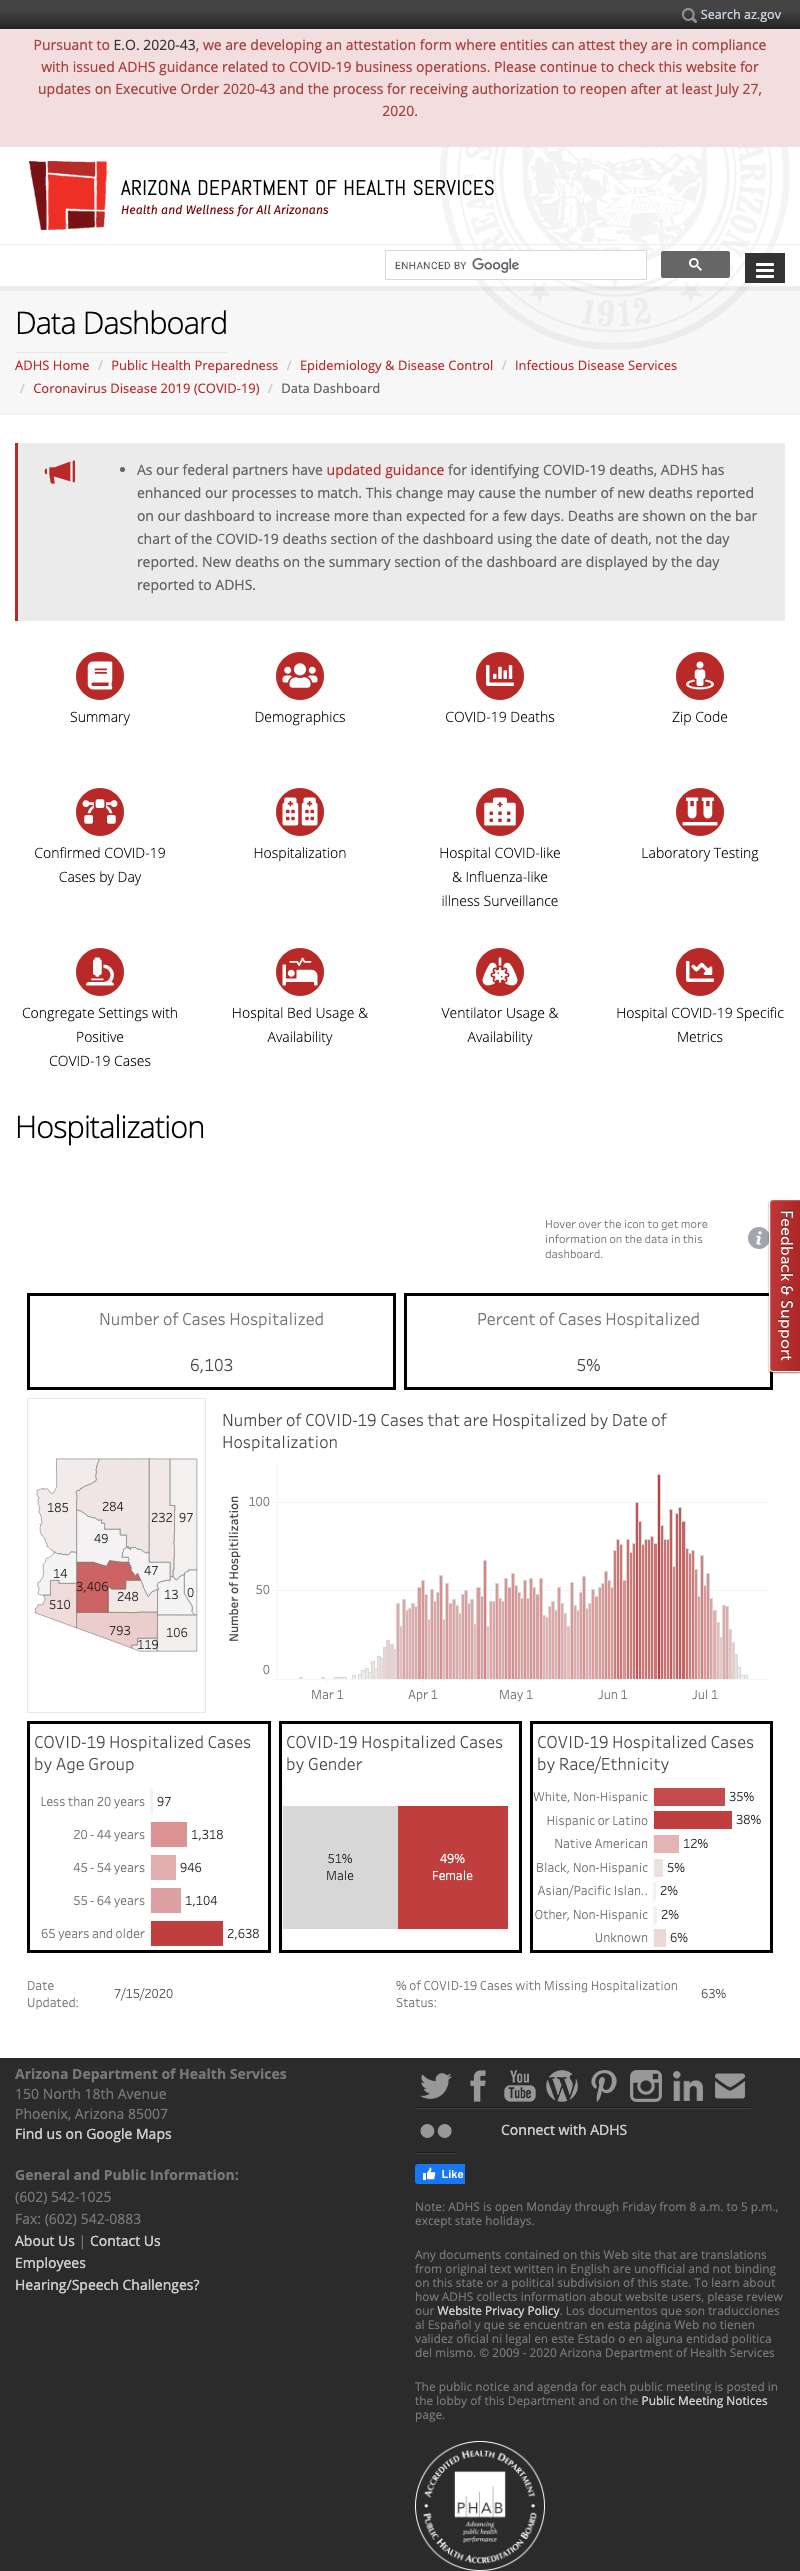 Search az.gov
Pursuant to E.O. 2020-43, we are developing an attestation form where entities can attest they are in compliance
with issued ADHS guidance related to COVID-19 business operations. Please continue to check this website for
updates on Executive Order 2020-43 and the process for receiving authorization to reopen after at least July 27,
2020.
ARIZONA DEPARTMENT OF HEALTH SERVICES
Health and Wellness for All Arizonans
ENHANCED BY Google
1912
Data Dashboard
ADHS Home / Public Health Preparedness / Epidemiology & Disease Control / Infectious Disease Services
/ Coronavirus Disease 2019 (COVID-19) / Data Dashboard
• As our federal partners have updated guidance for identifying COVID-19 deaths, ADHS has
enhanced our processes to match. This change may cause the number of new deaths reported
on our dashboard to increase more than expected for a few days. Deaths are shown on the bar
chart of the COVID-19 deaths section of the dashboard using the date of death, not the day
reported. New deaths on the summary section of the dashboard are displayed by the day
reported to ADHS.
Summary
Demographics
COVID-19 Deaths
Zip Code
Confirmed COVID-19
Cases by Day
Hospitalization
Hospital COVID-like
& Influenza-like
illness Surveillance
Laboratory Testing
Congregate Settings with
Positive
COVID-19 Cases
Hospital Bed Usage &
Availability
Ventilator Usage &
Availability
Hospital COVID-19 Specific
Metrics
Hospitalization
Hover over the icon to get more
information on the data in this
dashboard.
Feedback & Support
Number of Cases Hospitalized
6,103
Percent of Cases Hospitalized
5%
185
284
232
97
49
14
47
3,406
510
248
13
0
793
119
106
Number of COVID-19 Cases that are Hospitalized by Date of
Hospitalization
Number of Hospitilization
100
50
0
Mar 1
Apr 1
May 1
Jun 1
Jul 1
COVID-19 Hospitalized Cases
by Age Group
Less than 20 years 97
20 - 44 years 1,318
45 - 54 years 946
55 - 64 years 1,104
65 years and older 2,638
COVID-19 Hospitalized Cases
by Gender
51%
Male
49%
Female
COVID-19 Hospitalized Cases
by Race/Ethnicity
White, Non-Hispanic 35%
Hispanic or Latino 38%
Native American 12%
Black, Non-Hispanic 5%
Asian/Pacific Islan.. 2%
Other, Non-Hispanic 2%
Unknown 6%
Date
Updated:
7/15/2020
% of COVID-19 Cases with Missing Hospitalization
Status:
63%
Arizona Department of Health Services
150 North 18th Avenue
Phoenix, Arizona 85007
Find us on Google Maps
General and Public Information:
(602) 542-1025
Fax: (602) 542-0883
About Us | Contact Us
Employees
Hearing/Speech Challenges?
You Tube
Connect with ADHS
Like
Note: ADHS is open Monday through Friday from 8 a.m. to 5 p.m.,
except state holidays.
Any documents contained on this Web site that are translations
from original text written in English are unofficial and not binding
on this state or a political subdivision of this state. To learn about
how ADHS collects information about website users, please review
our Website Privacy Policy. Los documentos que son traducciones
al Español y que se encuentran en esta página Web no tienen
validez oficial ni legal en este Estado o en alguna entidad politica
del mismo. © 2009 - 2020 Arizona Department of Health Services
The public notice and agenda for each public meeting is posted in
the lobby of this Department and on the Public Meeting Notices
page.
ACCREDITED HEALTH DEPARTMENT
PHAB
Advancing
public health
performance
PUBLIC HEALTH ACCREDITATION BOARD